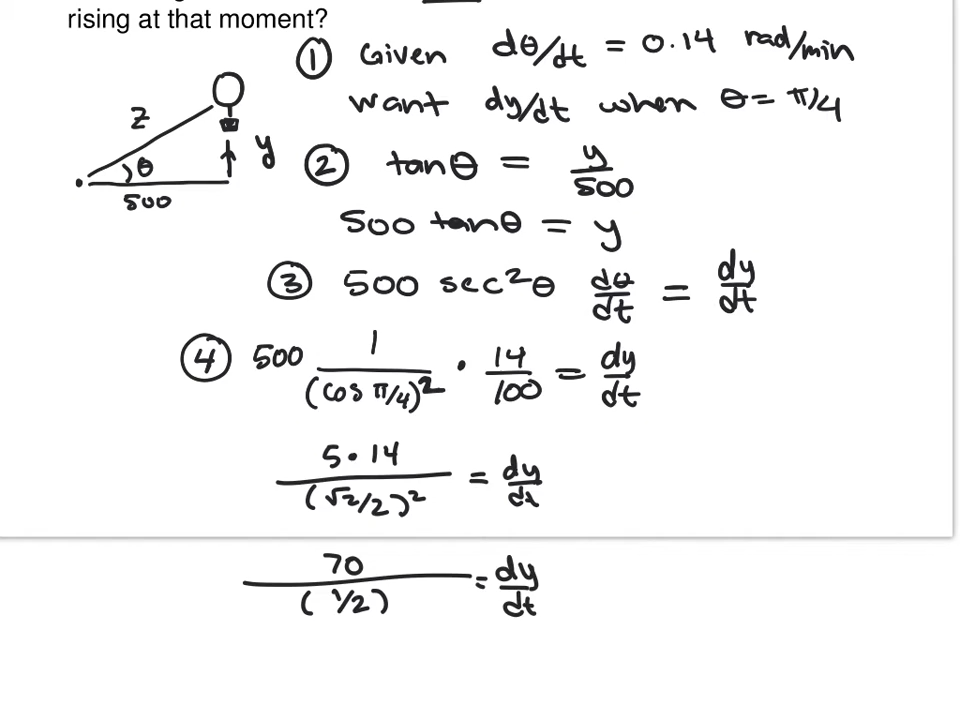 rising at that moment?
① Given dθ/dt = 0.14 rad/min
want dy/dt when θ = π/4
z
θ
y
500
② tanθ = y/500
500 tanθ = y
③ 500 sec²θ dθ/dt = dy/dt
④ 500 1/(cos π/4)² · 14/100 = dy/dt
5·14/(√2/2)² = dy/dt
70/(1/2) = dy/dt